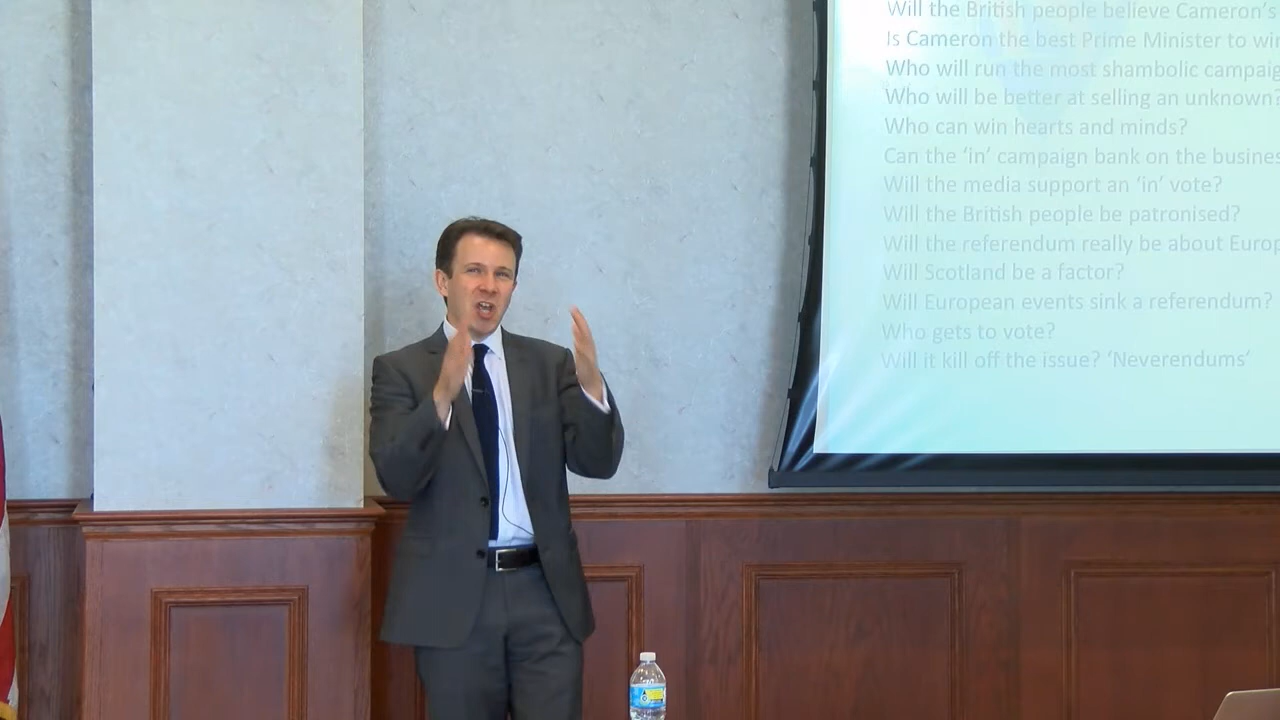 Will the British people believe Cameron's
Is Cameron the best Prime Minister to win
Who will run the most shambolic campaig
Who will be better at selling an unknown?
Who can win hearts and minds?
Can the 'in' campaign bank on the busines
Will the media support an 'in' vote?
Will the British people be patronised?
Will the referendum really be about Europ
Will Scotland be a factor?
Will European events sink a referendum?
Who gets to vote?
Will it kill off the issue? 'Neverendums'